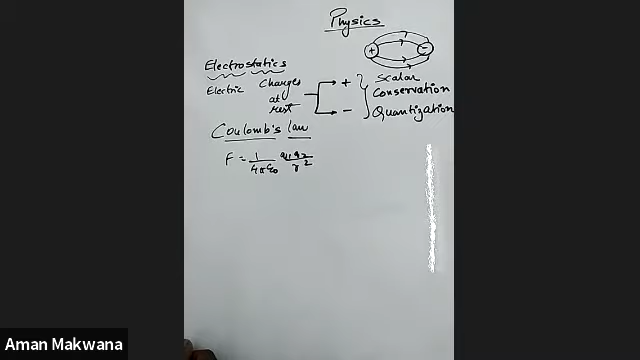 Physics
+ −
Electrostatics
Electric Charges at rest
+ Scalar
Conservation
− Quantization
Coulomb's law
F = 1/4πε₀ q₁q₂/r²
Aman Makwana